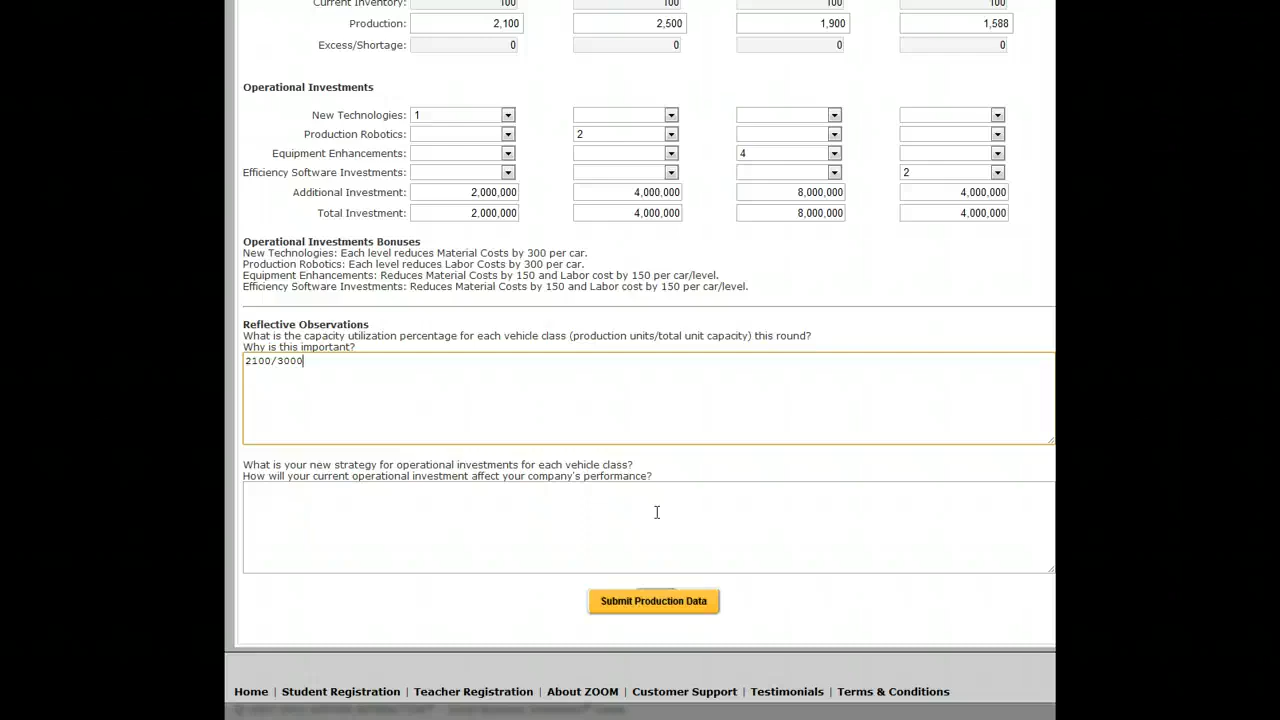 Current Inventory: 100 100 100 100
Production: 2,100 2,500 1,900 1,588
Excess/Shortage: 0 0 0 0
Operational Investments
New Technologies: 1
Production Robotics: 2
Equipment Enhancements: 4
Efficiency Software Investments: 2
Additional Investment: 2,000,000 4,000,000 8,000,000 4,000,000
Total Investment: 2,000,000 4,000,000 8,000,000 4,000,000
Operational Investments Bonuses
New Technologies: Each level reduces Material Costs by 300 per car.
Production Robotics: Each level reduces Labor Costs by 300 per car.
Equipment Enhancements: Reduces Material Costs by 150 and Labor cost by 150 per car/level.
Efficiency Software Investments: Reduces Material Costs by 150 and Labor cost by 150 per car/level.
Reflective Observations
What is the capacity utilization percentage for each vehicle class (production units/total unit capacity) this round?
Why is this important?
2100/3000
What is your new strategy for operational investments for each vehicle class?
How will your current operational investment affect your company's performance?
Submit Production Data
Home | Student Registration | Teacher Registration | About ZOOM | Customer Support | Testimonials | Terms & Conditions